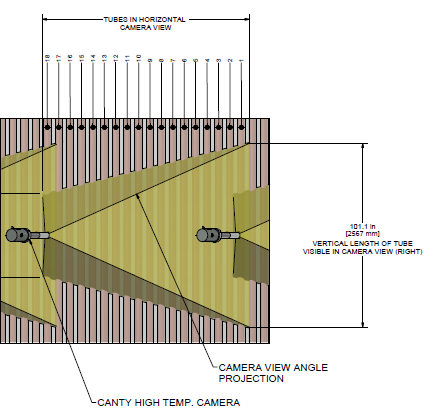 TUBES IN HORIZONTAL
CAMERA VIEW
18 17 16 15 14 13 12 11 10 9 8 7 6 5 4 3 2 1
101.1 in
[2567 mm]
VERTICAL LENGTH OF TUBE
VISIBLE IN CAMERA VIEW (RIGHT)
CAMERA VIEW ANGLE
PROJECTION
CANTY HIGH TEMP. CAMERA